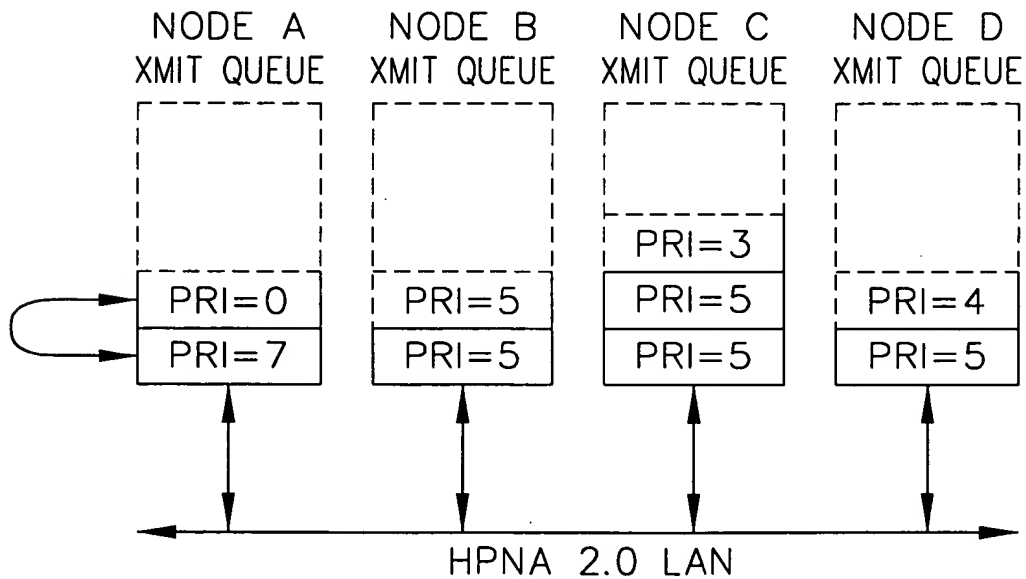 NODE A NODE B NODE C NODE D
XMIT QUEUE XMIT QUEUE XMIT QUEUE XMIT QUEUE
PRI=3
PRI=0 PRI=5 PRI=5 PRI=4
PRI=7 PRI=5 PRI=5 PRI=5
HPNA 2.0 LAN